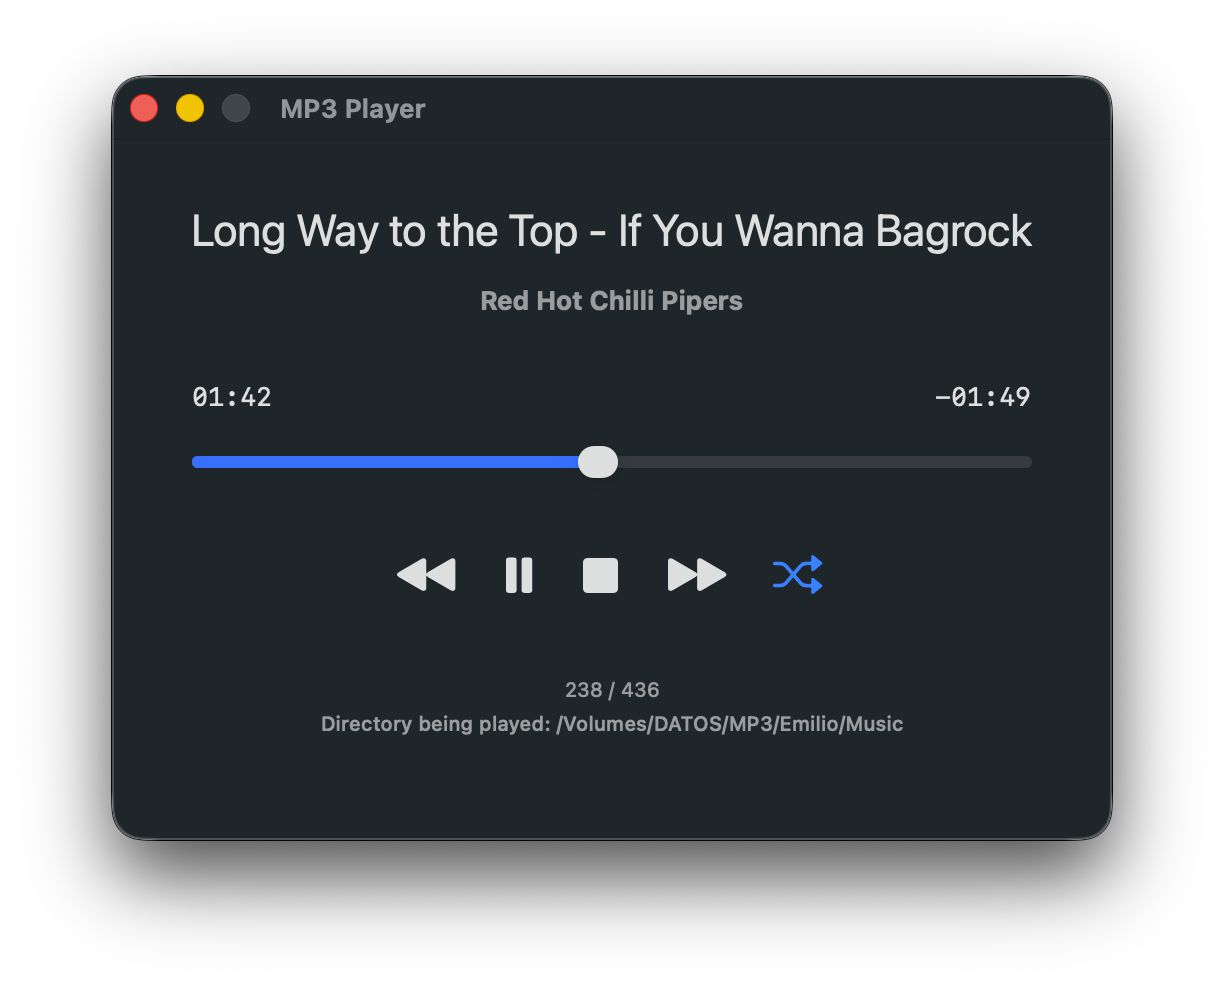 MP3 Player
Long Way to the Top - If You Wanna Bagrock
Red Hot Chilli Pipers
01:42
-01:49
238 / 436
Directory being played: /Volumes/DATOS/MP3/Emilio/Music